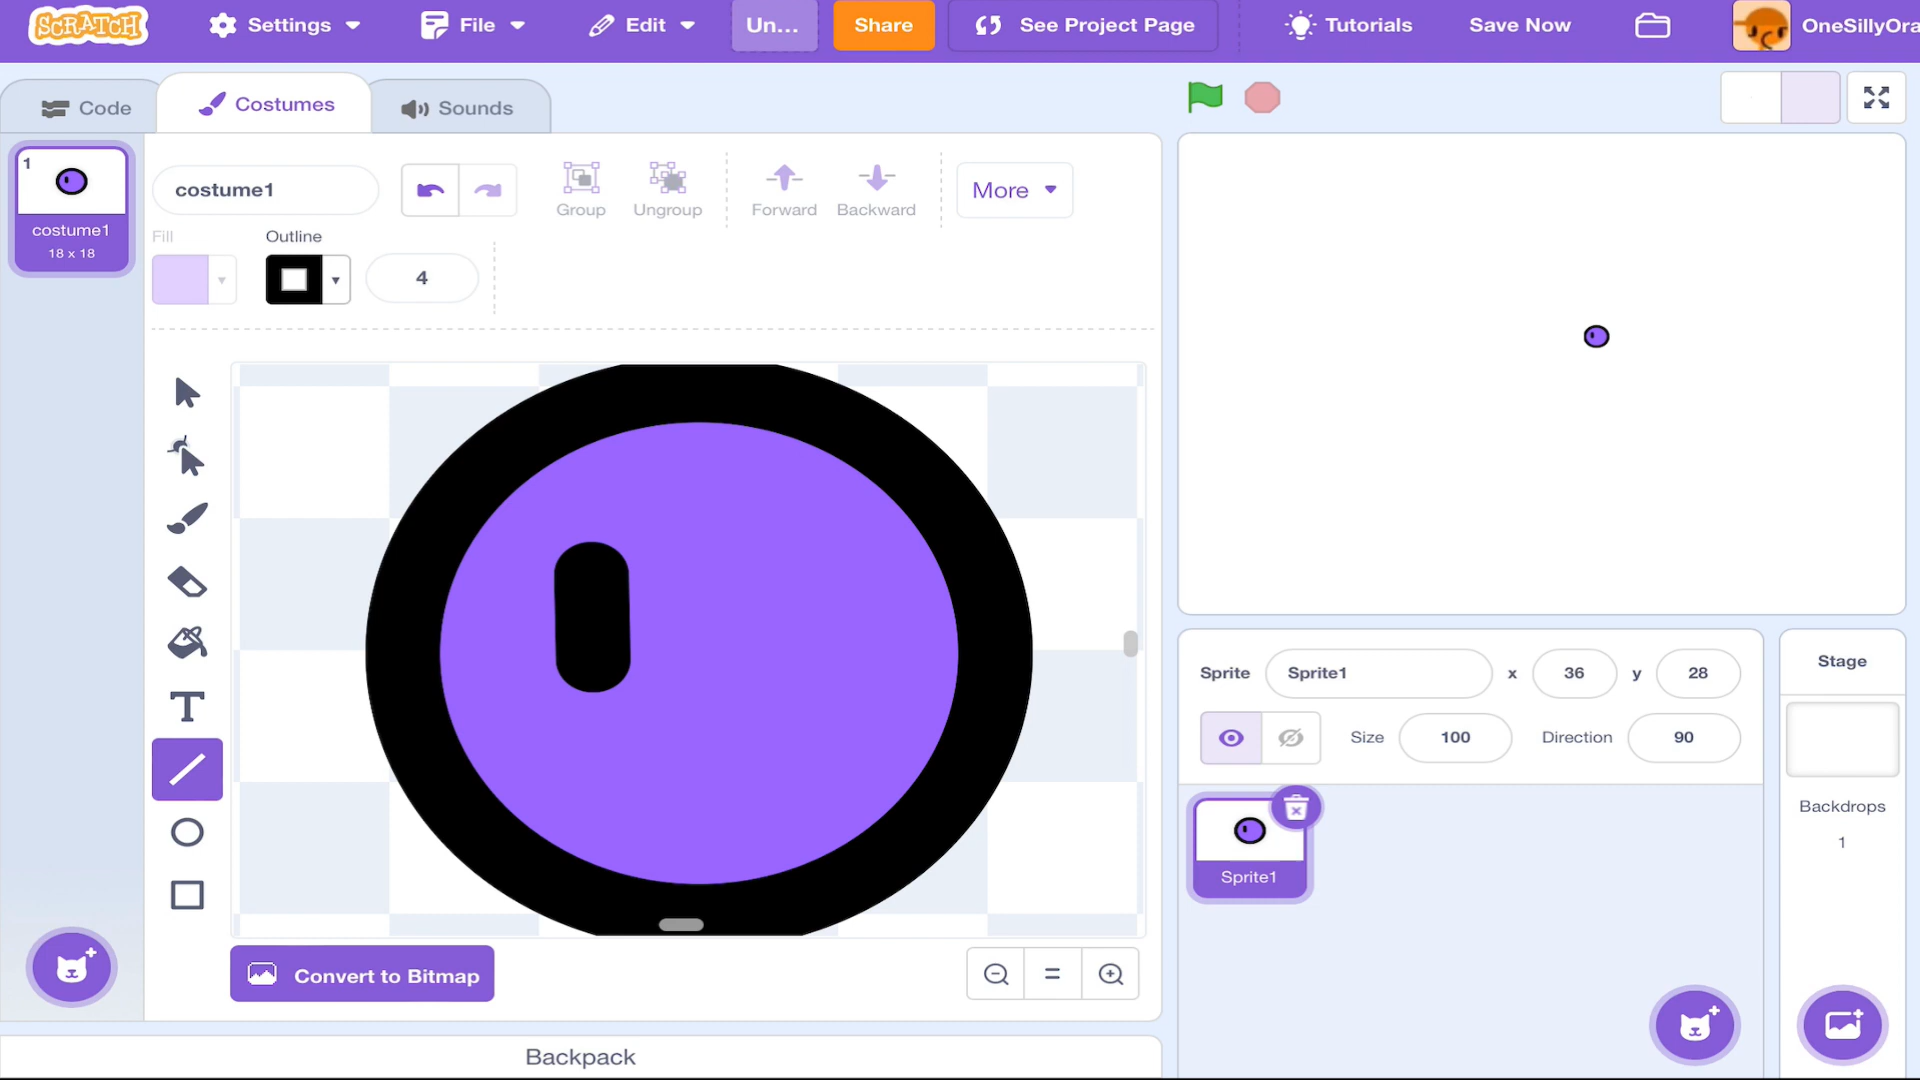 SCRATCH
Settings
File
Edit
Un...
Share
See Project Page
Tutorials
Save Now
OneSillyOra
Code
Costumes
Sounds
1
costume1
18 x 18
costume1
Group
Ungroup
Forward
Backward
More
Fill
Outline
4
T
Convert to Bitmap
=
Backpack
Sprite
Sprite1
x
36
y
28
Size
100
Direction
90
Sprite1
Stage
Backdrops
1